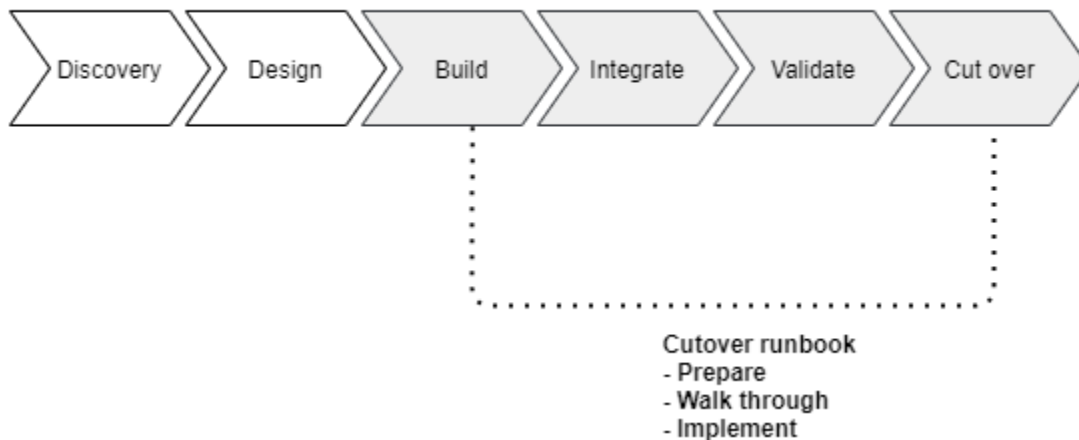 Discovery
Design
Build
Integrate
Validate
Cut over
Cutover runbook
- Prepare
- Walk through
- Implement